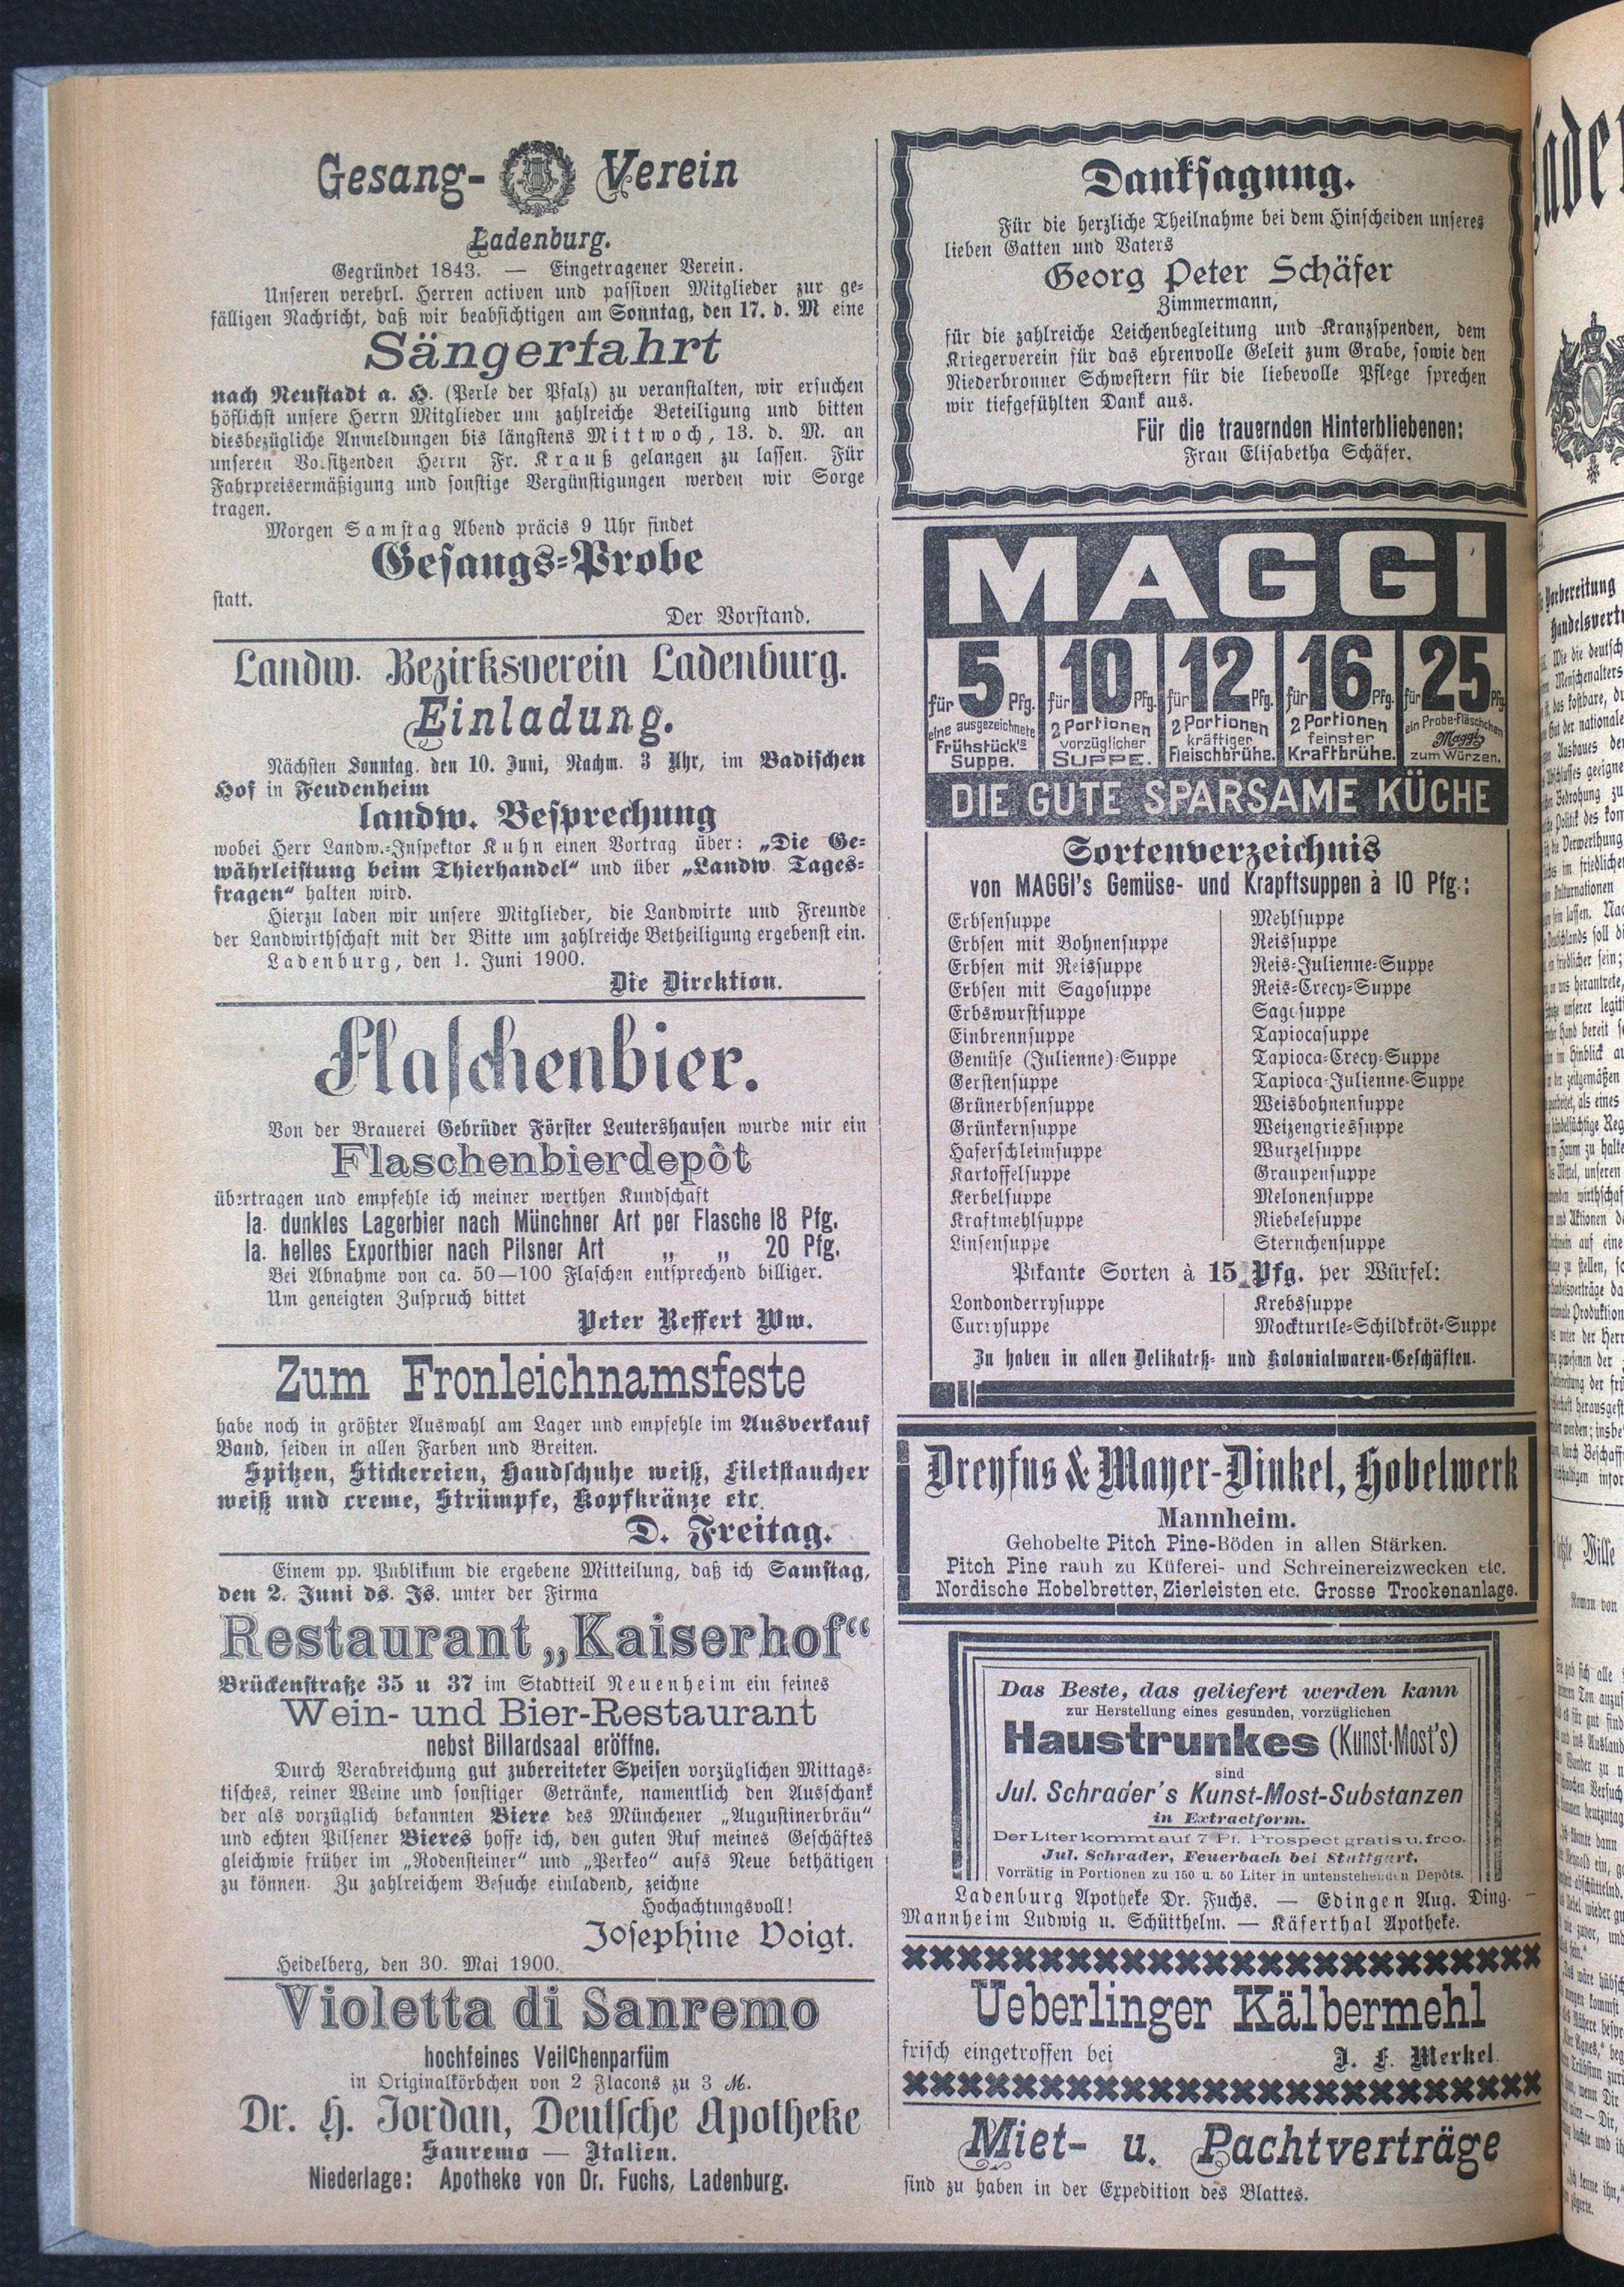 Gesang- Verein
Ladenburg.
Gegründet 1843. — Eingetragener Verein.
Unseren verehrl. Herren activen und passiven Mitglieder zur ge-
fälligen Nachricht, daß wir beabsichtigen am Sonntag, den 17. d. M eine
Sängerfahrt
nach Neustadt a. H. (Perle der Pfalz) zu veranstalten, wir ersuchen
höflichst unsere Herrn Mitglieder um zahlreiche Beteiligung und bitten
diesbezügliche Anmeldungen bis längstens Mittwoch, 13. d. M. an
unseren Vorsitzenden Herrn Fr. Krauß gelangen zu lassen. Für
Fahrpreisermäßigung und sonstige Vergünstigungen werden wir Sorge
tragen.
Morgen Samstag Abend präcis 9 Uhr findet
Gesangs-Probe
statt.
Der Vorstand.
Landw. Bezirksverein Ladenburg.
Einladung.
Nächsten Sonntag, den 10. Juni, Nachm. 3 Uhr, im Badischen
Hof in Feudenheim
landw. Besprechung
wobei Herr Landw.-Inspektor Kuhn einen Vortrag über: „Die Ge-
währleistung beim Thierhandel“ und über „Landw. Tages-
fragen“ halten wird.
Hierzu laden wir unsere Mitglieder, die Landwirte und Freunde
der Landwirthschaft mit der Bitte um zahlreiche Betheiligung ergebenst ein.
Ladenburg, den 1. Juni 1900.
Die Direktion.
Flaschenbier.
Von der Brauerei Gebrüder Förster Leutershausen wurde mir ein
Flaschenbierdepôt
übertragen und empfehle ich meiner werthen Kundschaft
Ia. dunkles Lagerbier nach Münchner Art per Flasche 18 Pfg.
Ia. helles Exportbier nach Pilsner Art „ „ 20 Pfg.
Bei Abnahme von ca. 50—100 Flaschen entsprechend billiger.
Um geneigten Zuspruch bittet
Peter Reffert Ww.
Zum Fronleichnamsfeste
habe noch in größter Auswahl am Lager und empfehle im Ausverkauf
Band, seiden in allen Farben und Breiten.
Spitzen, Stickereien, Handschuhe weiß, Filetstaucher
weiß und creme, Strümpfe, Kopfkränze etc.
D. Freitag.
Einem pp. Publikum die ergebene Mitteilung, daß ich Samstag,
den 2. Juni ds. Js. unter der Firma
Restaurant „Kaiserhof“
Brückenstraße 35 u 37 im Stadtteil Neuenheim ein feines
Wein- und Bier-Restaurant
nebst Billardsaal eröffne.
Durch Verabreichung gut zubereiteter Speisen vorzüglichen Mittags-
tisches, reiner Weine und sonstiger Getränke, namentlich den Ausschank
der als vorzüglich bekannten Biere des Münchener „Augustinerbräu“
und echten Pilsener Bieres hoffe ich, den guten Ruf meines Geschäftes
gleichwie früher im „Rodensteiner“ und „Perkeo“ aufs Neue bethätigen
zu können. Zu zahlreichem Besuche einladend, zeichne
Hochachtungsvoll!
Josephine Voigt.
Heidelberg, den 30. Mai 1900.
Violetta di Sanremo
hochfeines Veilchenparfüm
in Originalkörbchen von 2 Flacons zu 3 M.
Dr. H. Jordan, Deutsche Apotheke
Sanremo — Italien.
Niederlage: Apotheke von Dr. Fuchs, Ladenburg.
Danksagung.
Für die herzliche Theilnahme bei dem Hinscheiden unseres
lieben Gatten und Vaters
Georg Peter Schäfer
Zimmermann,
für die zahlreiche Leichenbegleitung und Kranzspenden, dem
Kriegerverein für das ehrenvolle Geleit zum Grabe, sowie den
Niederbronner Schwestern für die liebevolle Pflege sprechen
wir tiefgefühlten Dank aus.
Für die trauernden Hinterbliebenen:
Frau Elisabetha Schäfer.
MAGGI
für 5 Pfg. eine ausgezeichnete Frühstück's Suppe.
für 10 Pfg. 2 Portionen vorzüglicher SUPPE.
für 12 Pfg. 2 Portionen kräftiger Fleischbrühe.
für 16 Pfg. 2 Portionen feinster Kraftbrühe.
für 25 Pfg. ein Probe-Fläschchen Maggi zum Würzen.
DIE GUTE SPARSAME KÜCHE
Sortenverzeichnis
von MAGGI's Gemüse- und Krapftsuppen à 10 Pfg.:
Erbsensuppe
Erbsen mit Bohnensuppe
Erbsen mit Reissuppe
Erbsen mit Sagosuppe
Erbswurstsuppe
Einbrennsuppe
Gemüse (Julienne)-Suppe
Gerstensuppe
Grünerbsensuppe
Grünkernsuppe
Haferschleimsuppe
Kartoffelsuppe
Kerbelsuppe
Kraftmehlsuppe
Linsensuppe
Mehlsuppe
Reissuppe
Reis-Julienne-Suppe
Reis-Crecy-Suppe
Sagosuppe
Tapiocasuppe
Tapioca-Crecy-Suppe
Tapioca-Julienne-Suppe
Weisbohnensuppe
Weizengriessuppe
Wurzelsuppe
Graupensuppe
Melonensuppe
Riebelesuppe
Sternchensuppe
Pikante Sorten à 15 Pfg. per Würfel:
Londonderrysuppe
Currysuppe
Krebssuppe
Mockturtle-Schildkröt-Suppe
Zu haben in allen Delikateß- und Kolonialwaren-Geschäften.
Dreyfus & Mayer-Dinkel, Hobelwerk
Mannheim.
Gehobelte Pitch Pine-Böden in allen Stärken.
Pitch Pine rauh zu Küferei- und Schreinereizwecken etc.
Nordische Hobelbretter, Zierleisten etc. Grosse Trockenanlage.
Das Beste, das geliefert werden kann
zur Herstellung eines gesunden, vorzüglichen
Haustrunkes (Kunst-Most's)
sind
Jul. Schrader's Kunst-Most-Substanzen
in Extractform.
Der Liter kommt auf 7 Pf. Prospect gratis u. frco.
Jul. Schrader, Feuerbach bei Stuttgart.
Vorrätig in Portionen zu 150 u. 50 Liter in untenstehenden Depôts.
Ladenburg Apotheke Dr. Fuchs. — Edingen Aug. Ding. —
Mannheim Ludwig u. Schütthelm. — Käferthal Apotheke.
Ueberlinger Kälbermehl
frisch eingetroffen bei J. F. Merkel.
Miet- u. Pachtverträge
sind zu haben in der Expedition des Blattes.